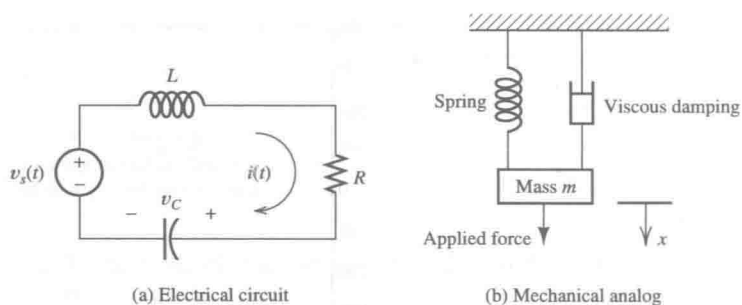 L
+
−
v_s(t)
i(t)
R
− v_C +
(a) Electrical circuit
Spring
Viscous damping
Mass m
Applied force
x
(b) Mechanical analog